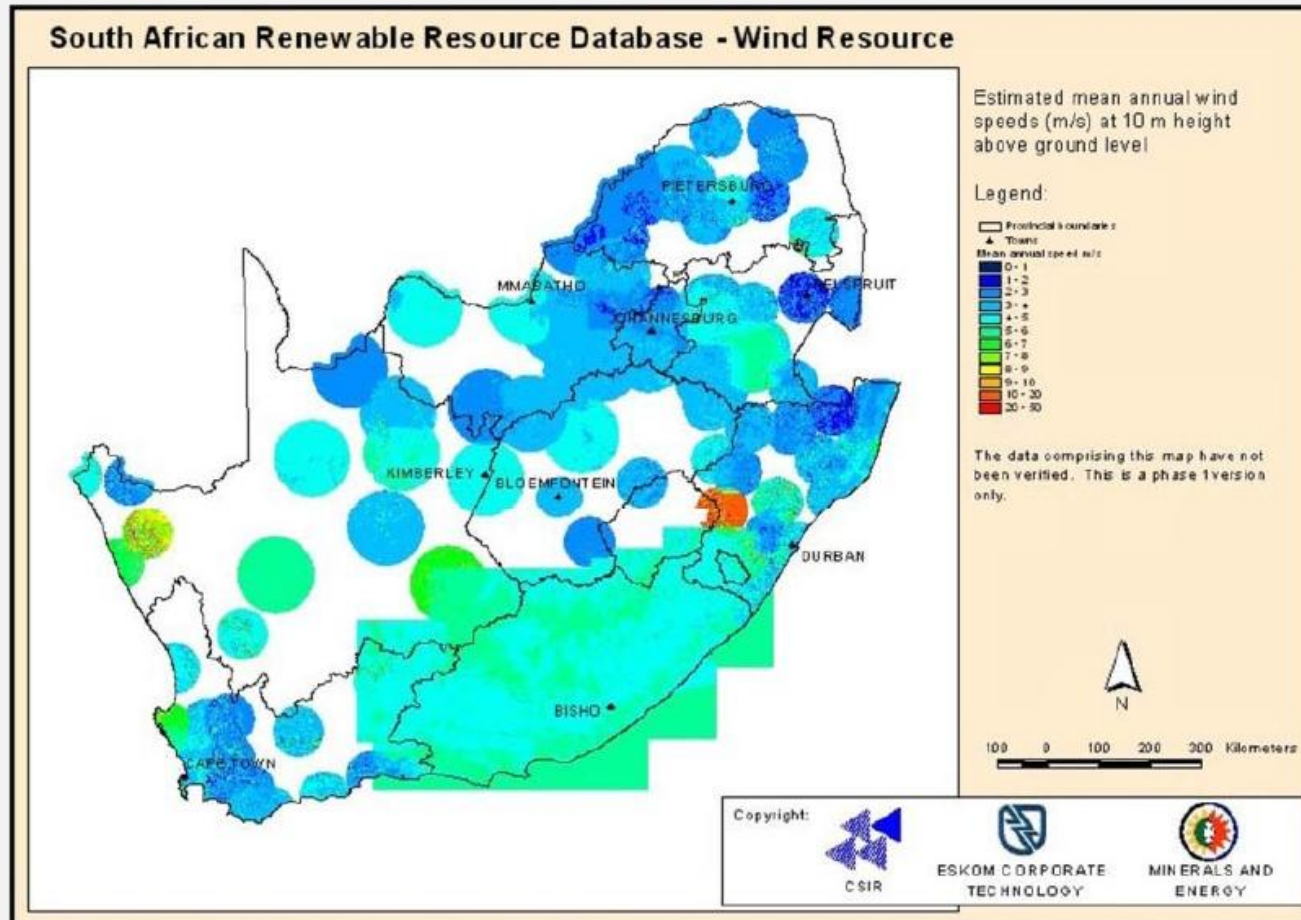 South African Renewable Resource Database - Wind Resource
Estimated mean annual wind
speeds (m/s) at 10 m height
above ground level
Legend:
Provincial boundaries
Towns
Mean annual speed m/s
0 - 1
1 - 2
2 - 3
3 - 4
4 - 5
5 - 6
6 - 7
7 - 8
8 - 9
9 - 10
10 - 20
20 - 50
The data comprising this map have not
been verified. This is a phase 1 version
only.
PIETERSBURG
MMABATHO
NELSPRUIT
JOHANNESBURG
KIMBERLEY
BLOEMFONTEIN
DURBAN
BISHO
CAPE TOWN
N
100 0 100 200 300 Kilometers
Copyright:
CSIR
ESKOM CORPORATE
TECHNOLOGY
MINERALS AND
ENERGY